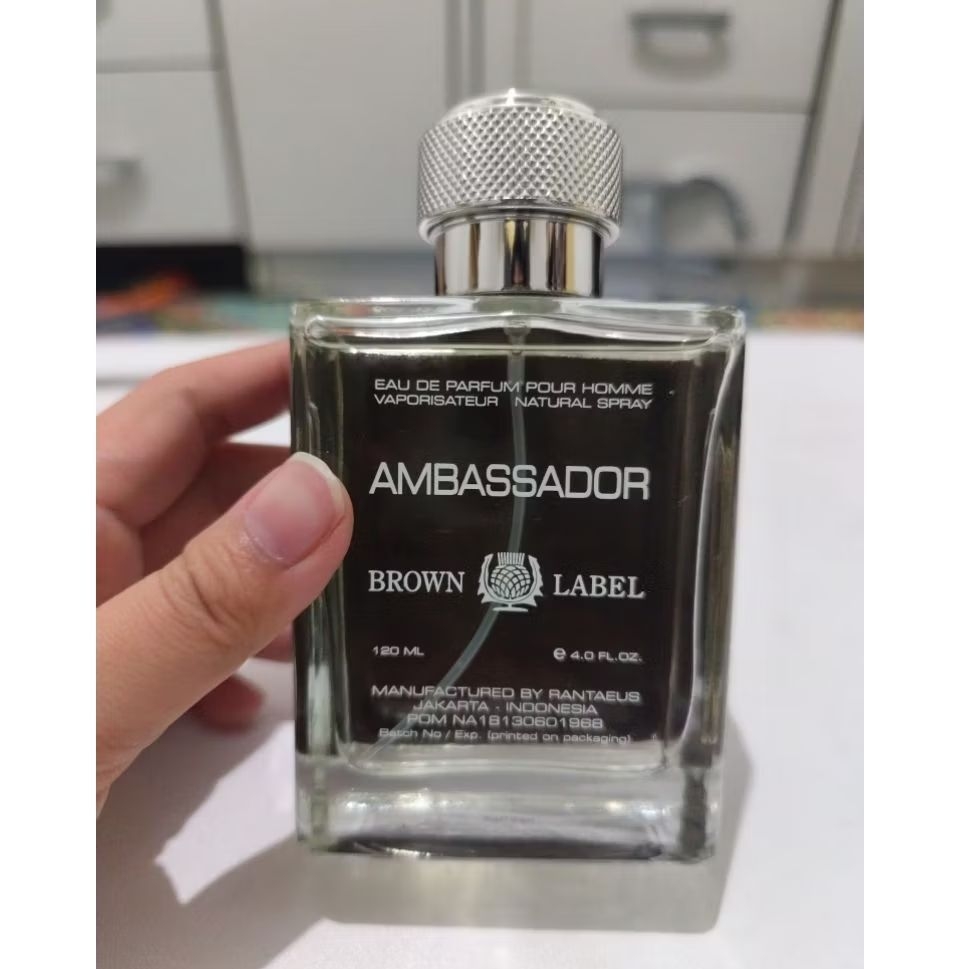 EAU DE PARFUM POUR HOMME
VAPORISATEUR NATURAL SPRAY
AMBASSADOR
BROWN LABEL
120 ML e 4.0 FL.OZ.
MANUFACTURED BY RANTAEUS
JAKARTA - INDONESIA
POM NA18130601968
Batch No / Exp. (printed on packaging)